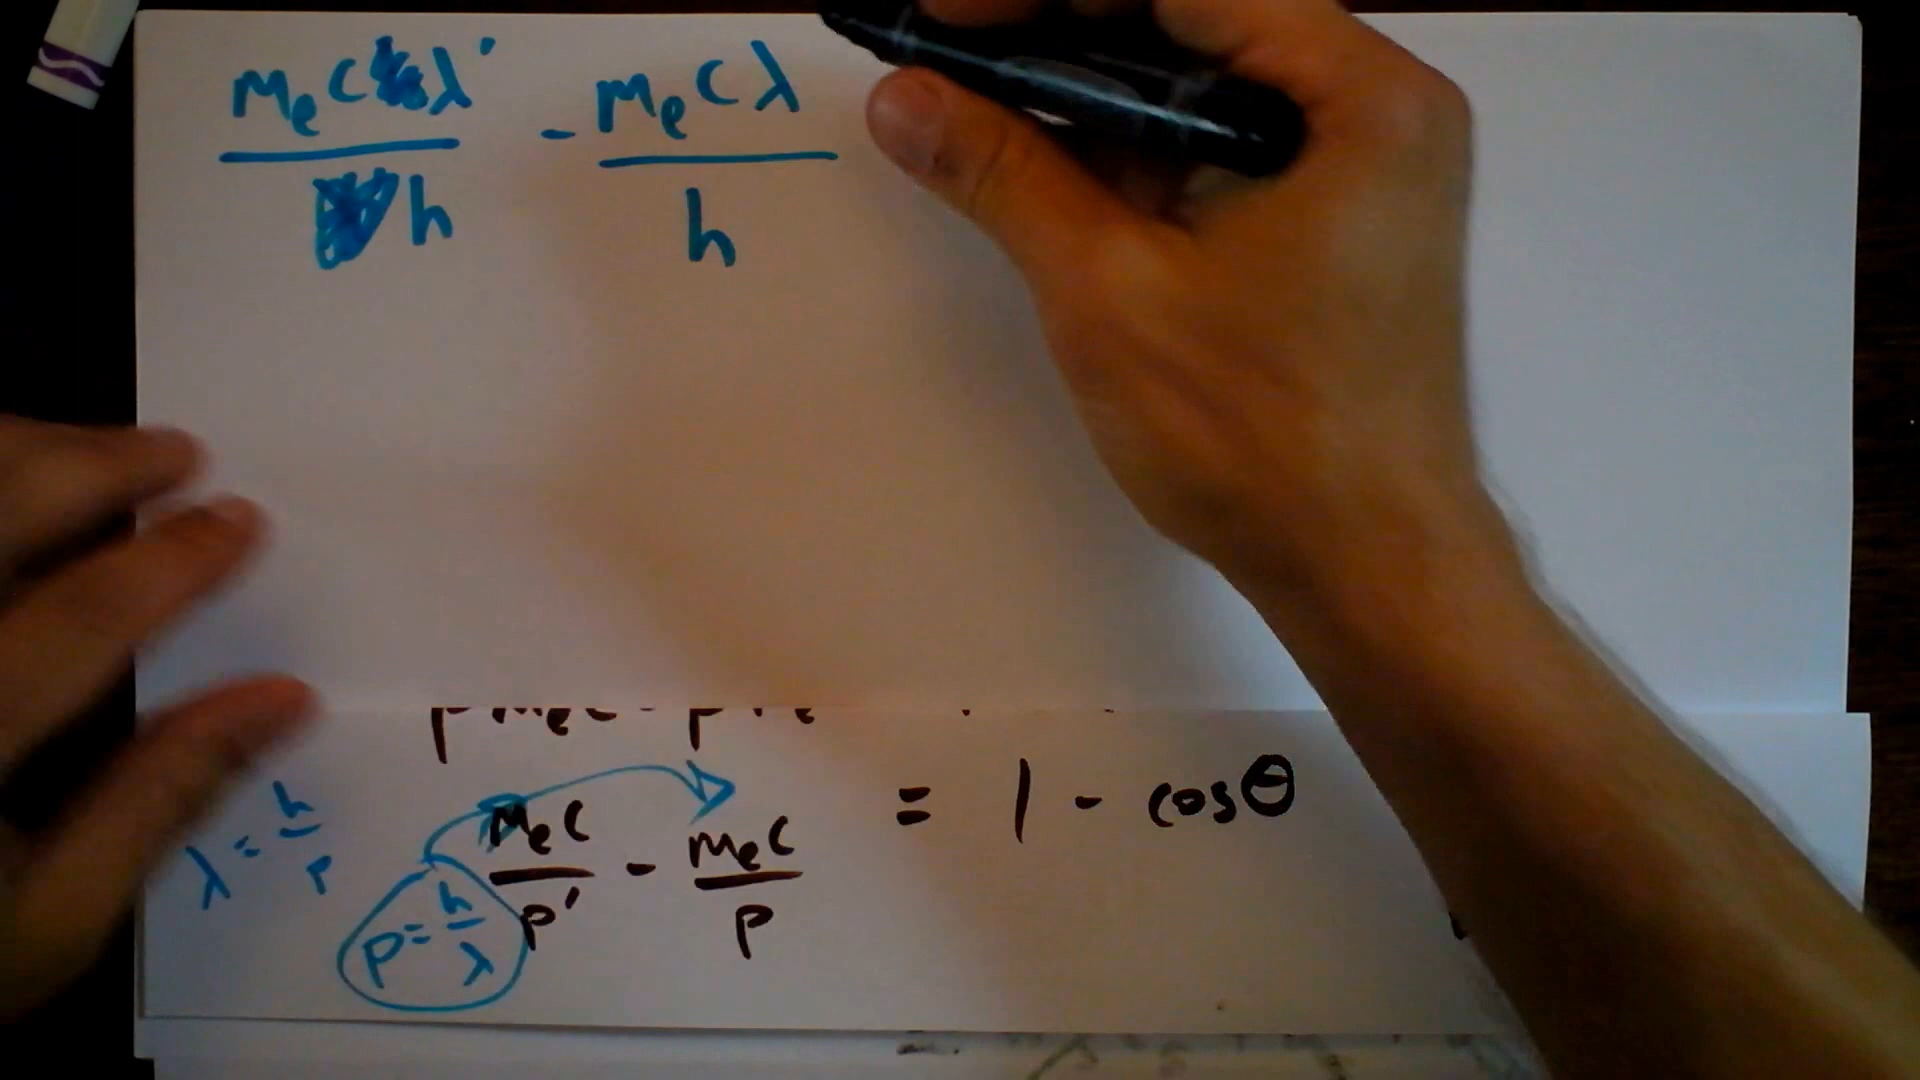 mₑcλ' / h - mₑcλ / h
λ = h/p
mₑc / p' - mₑc / p = 1 - cosθ
p = h/λ